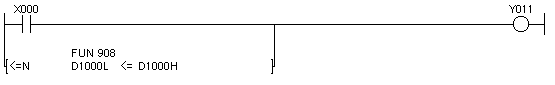 X000 Y011
FUN 908
[<=N D1000L <= D1000H ]